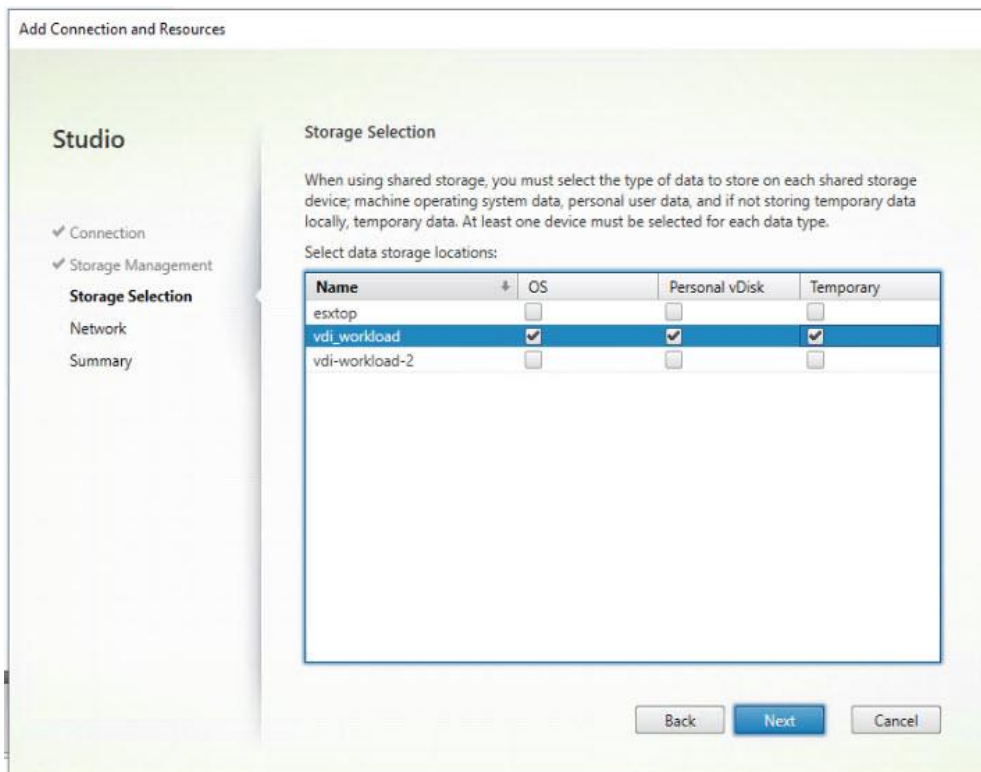 Add Connection and Resources
Studio
✔ Connection
✔ Storage Management
Storage Selection
Network
Summary
Storage Selection
When using shared storage, you must select the type of data to store on each shared storage
device; machine operating system data, personal user data, and if not storing temporary data
locally, temporary data. At least one device must be selected for each data type.
Select data storage locations:
Name OS Personal vDisk Temporary
esxtop
vdi_workload
vdi-workload-2
Back Next Cancel